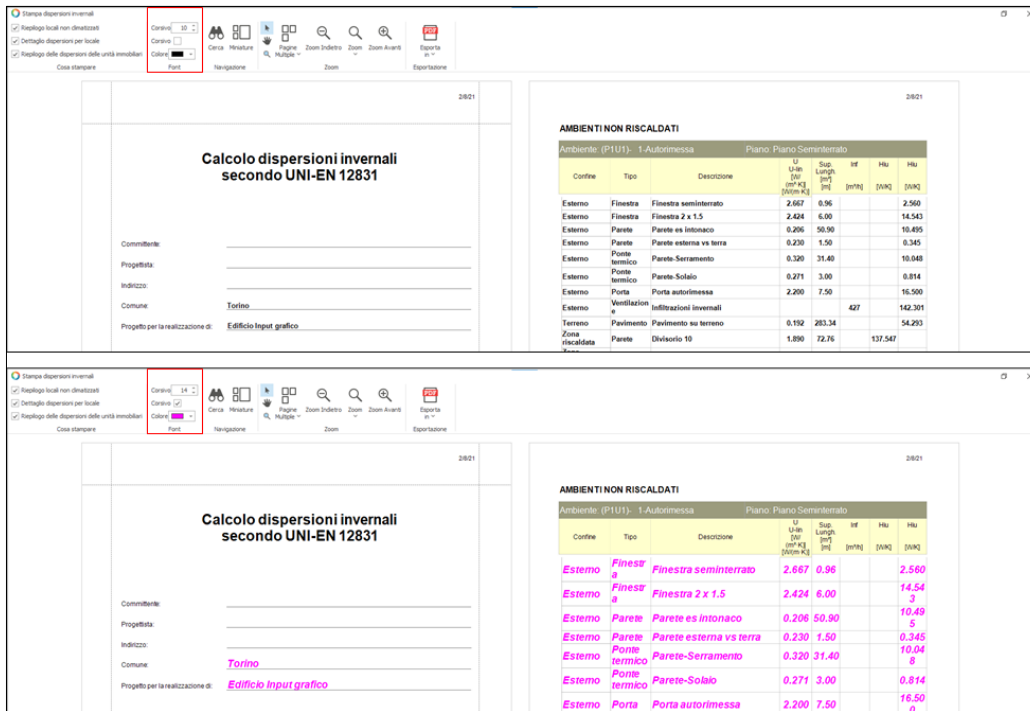 Stampa dispersioni invernali
Riepilogo locali non climatizzati
Dettaglio dispersioni per locale
Riepilogo delle dispersioni delle unità immobiliari
Cosa stampare
Corsivo 10
Corsivo
Colore
Font
Cerca Miniature
Navigazione
Pagine Multiple Zoom Indietro Zoom Zoom Avanti
Zoom
PDF
Esporta in
Esportazione
2/8/21
Calcolo dispersioni invernali
secondo UNI-EN 12831
Committente:
Progettista:
Indirizzo:
Comune: Torino
Progetto per la realizzazione di: Edificio Input grafico
2/8/21
AMBIENTI NON RISCALDATI
Ambiente: (P1U1)- 1-Autorimessa Piano: Piano Seminterrato
Confine Tipo Descrizione U U-lin [W/(m² K)] [W/(m K)] Sup. Lungh. [m²] [m] Inf [m³/h] Hiu [W/K] Hiu [W/K]
Esterno Finestra Finestra seminterrato 2.667 0.96 2.560
Esterno Finestra Finestra 2 x 1.5 2.424 6.00 14.543
Esterno Parete Parete es intonaco 0.206 50.90 10.495
Esterno Parete Parete esterna vs terra 0.230 1.50 0.345
Esterno Ponte termico Parete-Serramento 0.320 31.40 10.048
Esterno Ponte termico Parete-Solaio 0.271 3.00 0.814
Esterno Porta Porta autorimessa 2.200 7.50 16.500
Esterno Ventilazion e Infiltrazioni invernali 427 142.301
Terreno Pavimento Pavimento su terreno 0.192 283.34 54.293
Zona riscaldata Parete Divisorio 10 1.890 72.76 137.547
Stampa dispersioni invernali
Riepilogo locali non climatizzati
Dettaglio dispersioni per locale
Riepilogo delle dispersioni delle unità immobiliari
Cosa stampare
Corsivo 14
Corsivo
Colore
Font
Cerca Miniature
Navigazione
Pagine Multiple Zoom Indietro Zoom Zoom Avanti
Zoom
PDF
Esporta in
Esportazione
2/8/21
Calcolo dispersioni invernali
secondo UNI-EN 12831
Committente:
Progettista:
Indirizzo:
Comune: Torino
Progetto per la realizzazione di: Edificio Input grafico
2/8/21
AMBIENTI NON RISCALDATI
Ambiente: (P1U1)- 1-Autorimessa Piano: Piano Seminterrato
Confine Tipo Descrizione U U-lin [W/(m² K)] [W/(m K)] Sup. Lungh. [m²] [m] Inf [m³/h] Hiu [W/K] Hiu [W/K]
Esterno Finestr a Finestra seminterrato 2.667 0.96 2.560
Esterno Finestr a Finestra 2 x 1.5 2.424 6.00 14.54 3
Esterno Parete Parete es intonaco 0.206 50.90 10.49 5
Esterno Parete Parete esterna vs terra 0.230 1.50 0.345
Esterno Ponte termico Parete-Serramento 0.320 31.40 10.04 8
Esterno Ponte termico Parete-Solaio 0.271 3.00 0.814
Esterno Porta Porta autorimessa 2.200 7.50 16.50